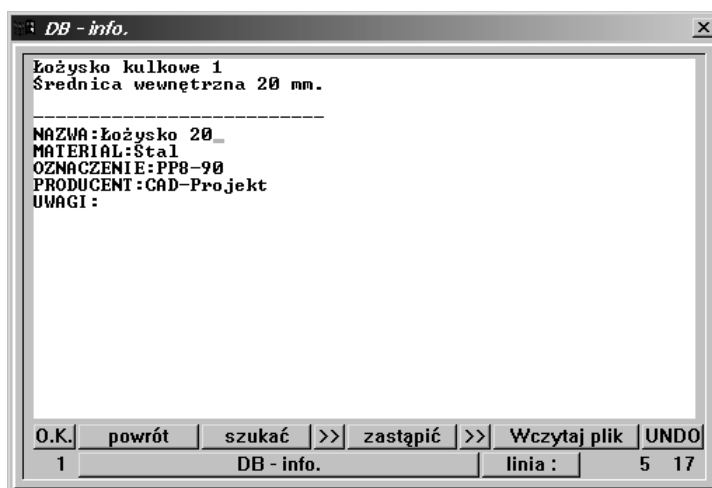 DB - info.
Łożysko kulkowe 1
Średnica wewnętrzna 20 mm.
--------------------------
NAZWA:Łożysko 20_
MATERIAL:Stal
OZNACZENIE:PP8-90
PRODUCENT:CAD-Projekt
UWAGI:
O.K. powrót szukać >> zastąpić >> Wczytaj plik UNDO
1 DB - info. linia : 5 17